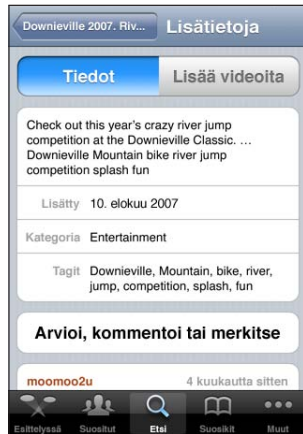 Downieville 2007. Riv... Lisätietoja
Tiedot Lisää videoita
Check out this year's crazy river jump
competition at the Downieville Classic. ...
Downieville Mountain bike river jump
competition splash fun
Lisätty 10. elokuu 2007
Kategoria Entertainment
Tagit Downieville, Mountain, bike, river,
jump, competition, splash, fun
Arvioi, kommentoi tai merkitse
moomoo2u 4 kuukautta sitten
Esittelyssä Suositut Etsi Suosikit Muut